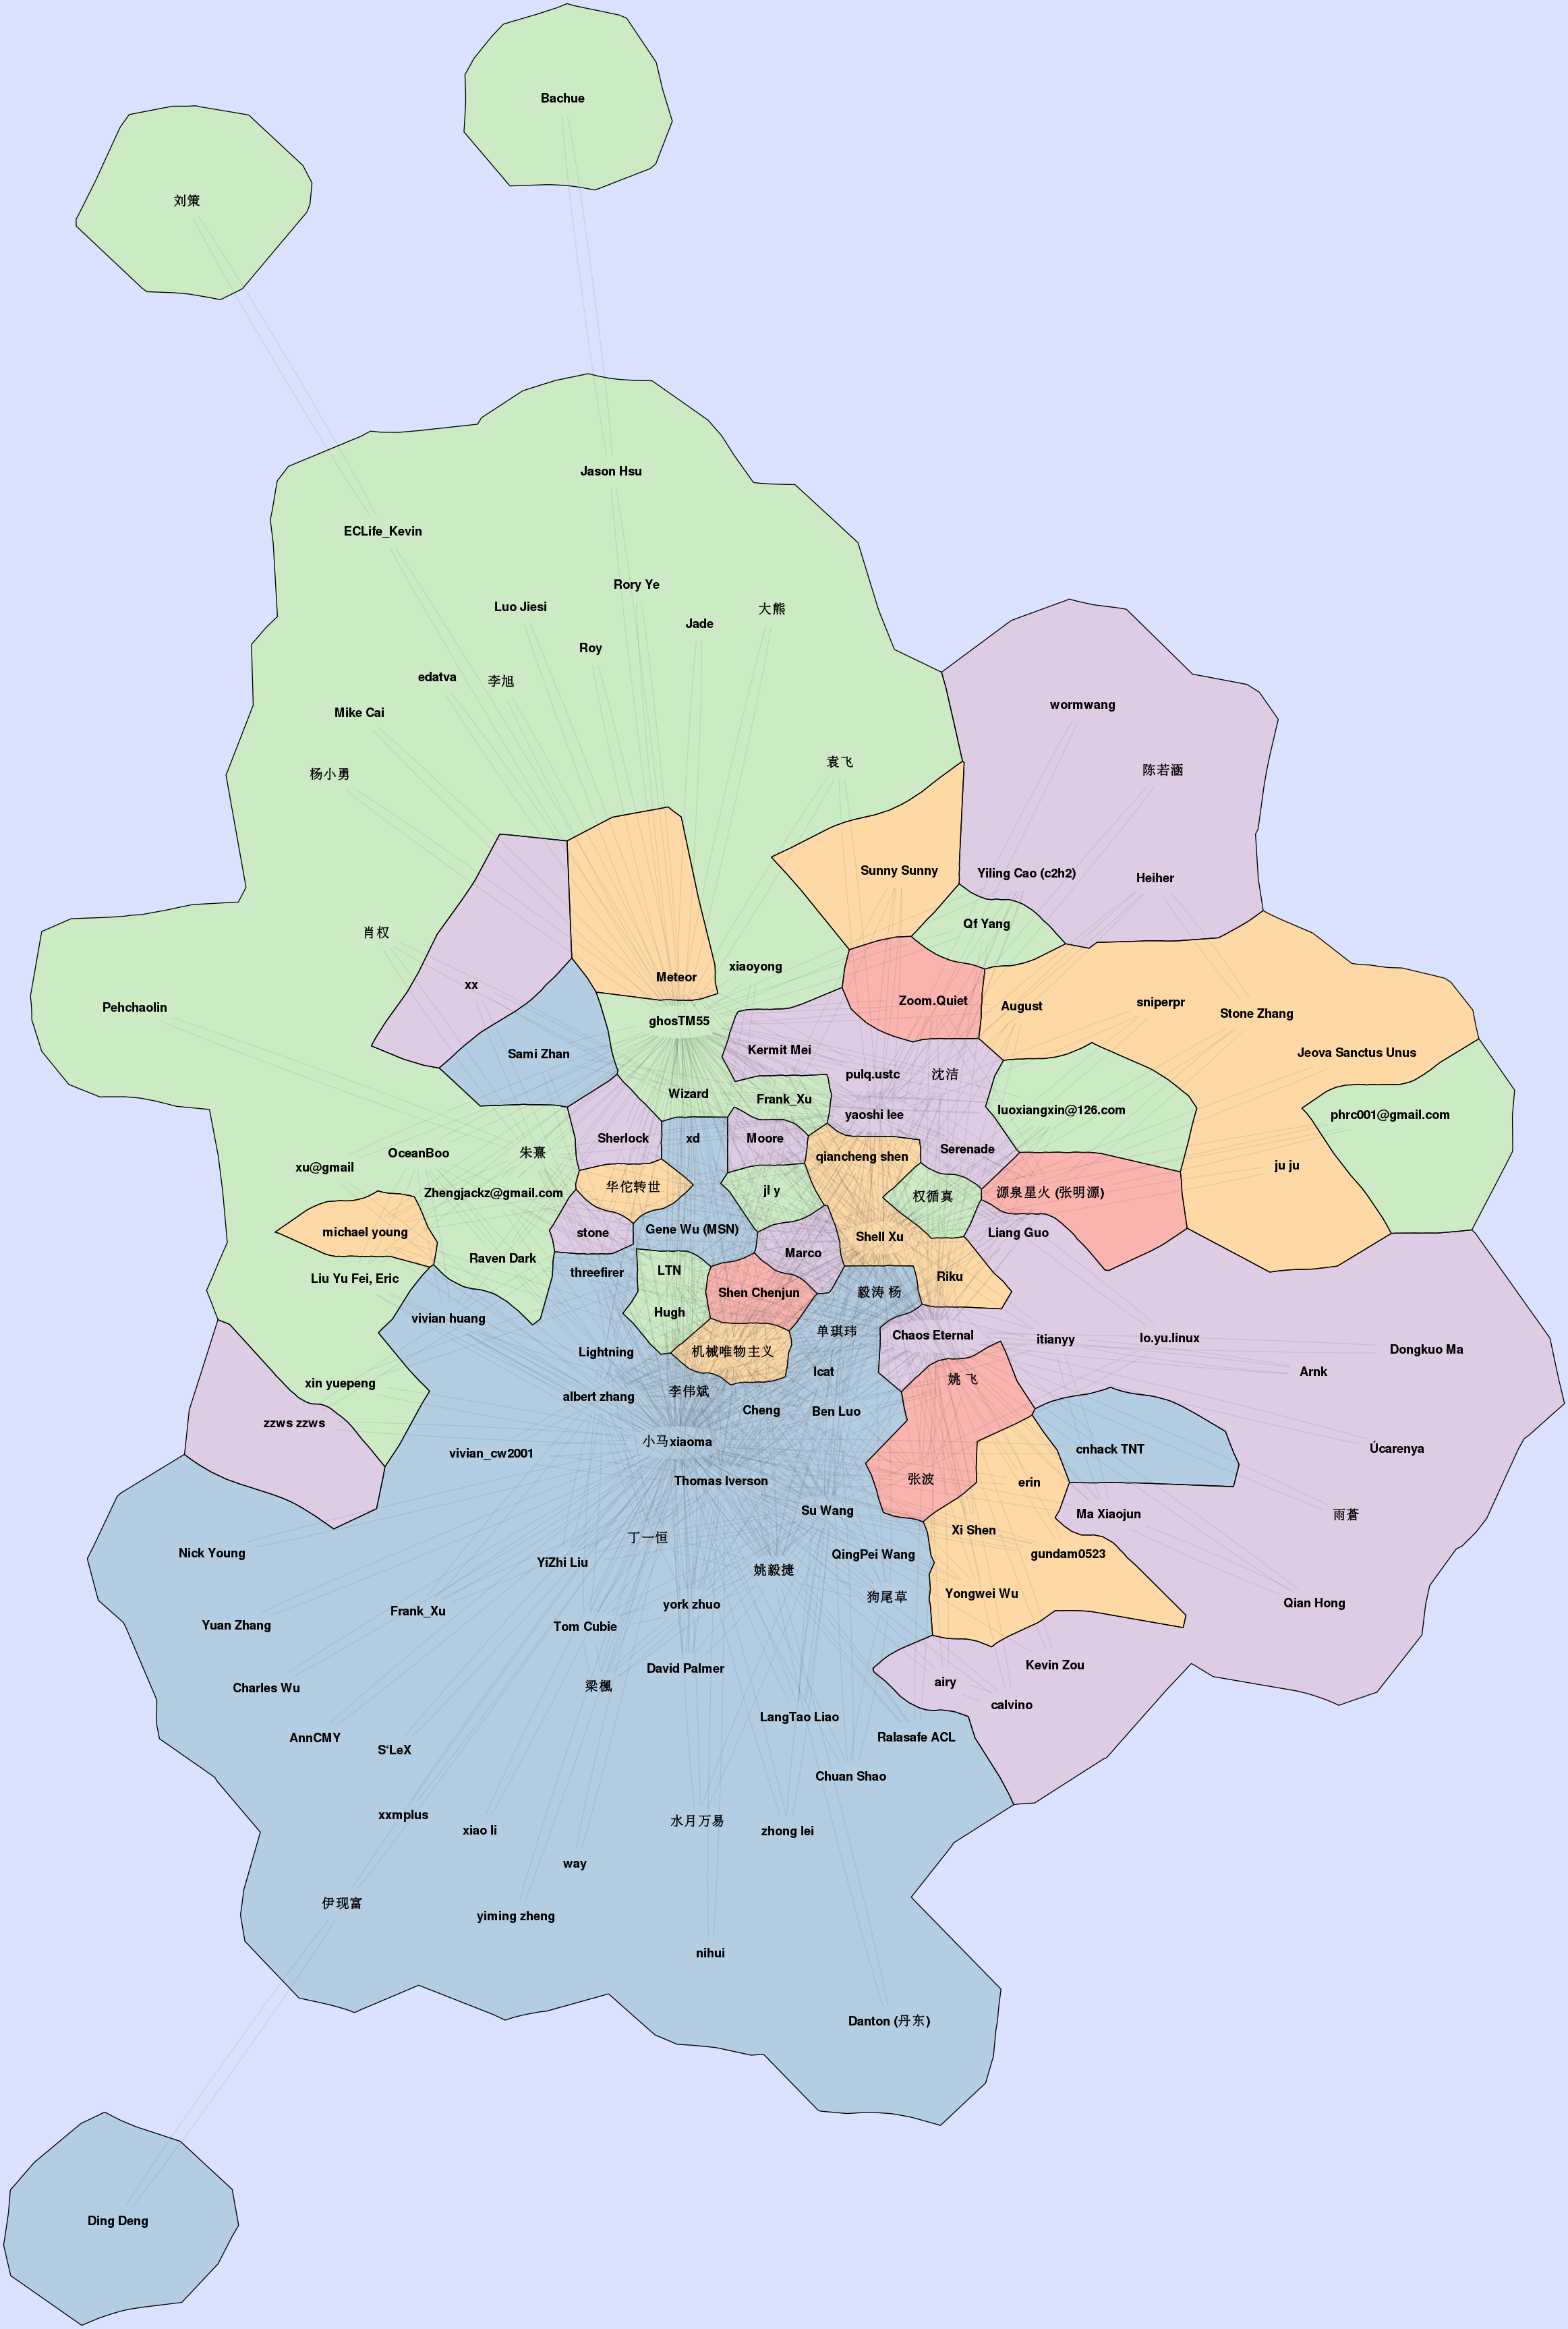 Bachue
刘策
Jason Hsu
ECLife_Kevin
Rory Ye
Luo Jiesi
大熊
Jade
Roy
edatva
李旭
wormwang
Mike Cai
袁飞
陈若涵
杨小勇
Sunny Sunny
Yiling Cao (c2h2)
Heiher
Qf Yang
肖权
xiaoyong
Meteor
xx
Zoom.Quiet
August
sniperpr
Pehchaolin
Stone Zhang
ghosTM55
Kermit Mei
Sami Zhan
Jeova Sanctus Unus
pulq.ustc
沈洁
Wizard
Frank_Xu
luoxiangxin@126.com
yaoshi lee
phrc001@gmail.com
Sherlock
xd
Moore
Serenade
OceanBoo
朱熹
qiancheng shen
xu@gmail
ju ju
华佗转世
jl y
Zhengjackz@gmail.com
权循真
源泉星火 (张明源)
michael young
stone
Gene Wu (MSN)
Shell Xu
Liang Guo
Marco
Raven Dark
threefirer
LTN
Liu Yu Fei, Eric
Riku
Shen Chenjun
毅涛 杨
Hugh
vivian huang
单琪玮
Chaos Eternal
itianyy
lo.yu.linux
Lightning
机械唯物主义
Dongkuo Ma
Icat
Arnk
姚 飞
xin yuepeng
albert zhang
李伟斌
Cheng
Ben Luo
zzws zzws
小马xiaoma
cnhack TNT
Úcarenya
vivian_cw2001
Thomas Iverson
张波
erin
Su Wang
Ma Xiaojun
雨蒼
Xi Shen
丁一恒
Nick Young
QingPei Wang
gundam0523
YiZhi Liu
姚毅捷
Yongwei Wu
狗尾草
york zhuo
Qian Hong
Frank_Xu
Yuan Zhang
Tom Cubie
Kevin Zou
David Palmer
airy
Charles Wu
梁楓
calvino
LangTao Liao
AnnCMY
Ralasafe ACL
S'LeX
Chuan Shao
xxmplus
水月万易
xiao li
zhong lei
way
伊现富
yiming zheng
nihui
Danton (丹东)
Ding Deng